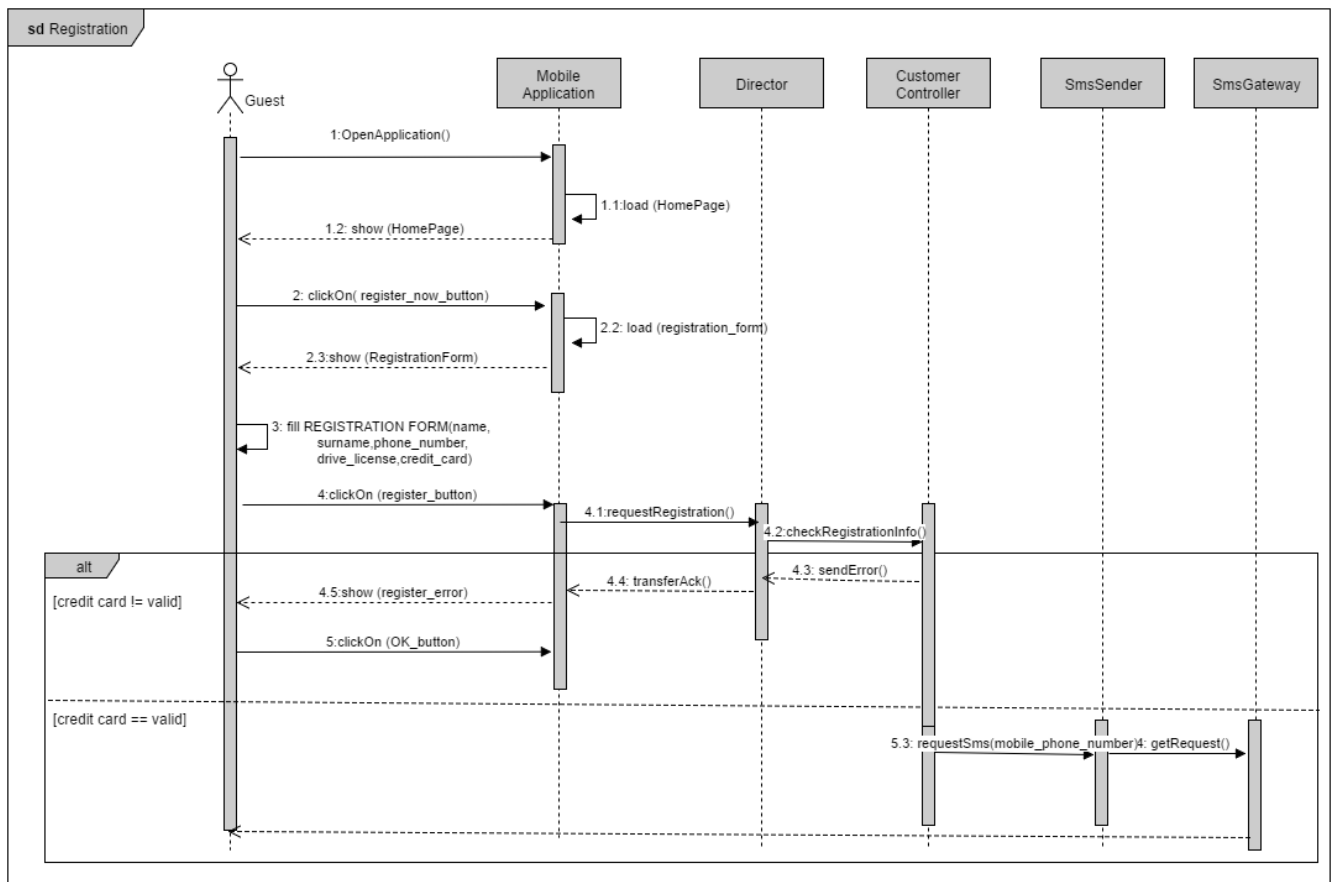 sd Registration
Guest
Mobile
Application
Director
Customer
Controller
SmsSender
SmsGateway
1:OpenApplication()
1.1:load (HomePage)
1.2: show (HomePage)
2: clickOn( register_now_button)
2.2: load (registration_form)
2.3:show (RegistrationForm)
3: fill REGISTRATION FORM(name,
surname,phone_number,
drive_license,credit_card)
4:clickOn (register_button)
4.1:requestRegistration()
4.2:checkRegistrationInfo()
alt
4.3: sendError()
4.4: transferAck()
[credit card != valid]
4.5:show (register_error)
5:clickOn (OK_button)
[credit card == valid]
5.3: requestSms(mobile_phone_number)
4: getRequest()